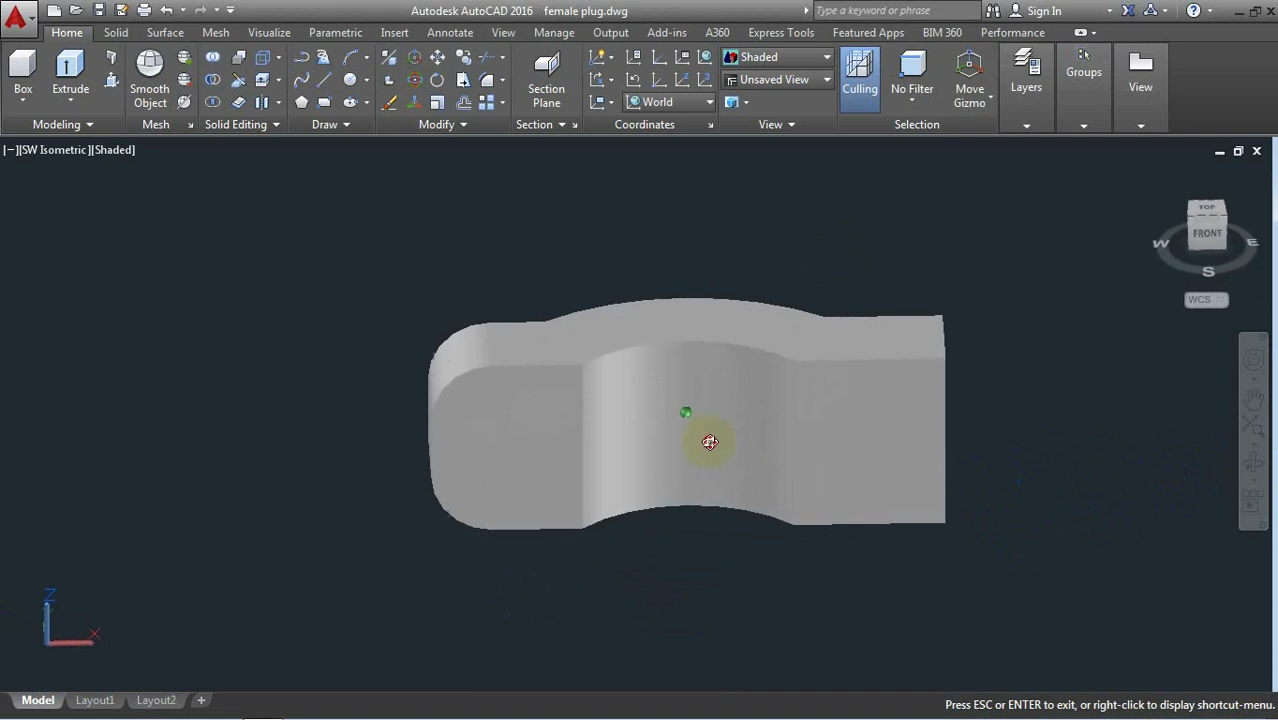 Autodesk AutoCAD 2016 female plug.dwg
Type a keyword or phrase
Sign In
Home Solid Surface Mesh Visualize Parametric Insert Annotate View Manage Output Add-ins A360 Express Tools Featured Apps BIM 360 Performance
Box
Extrude
Smooth Object
Section Plane
Shaded
Unsaved View
World
Culling
No Filter
Move Gizmo
Layers
Groups
View
Modeling
Mesh
Solid Editing
Draw
Modify
Section
Coordinates
View
Selection
[−][SW Isometric][Shaded]
TOP
FRONT
W
E
S
WCS
Z
X
Model Layout1 Layout2 +
Press ESC or ENTER to exit, or right-click to display shortcut-menu.